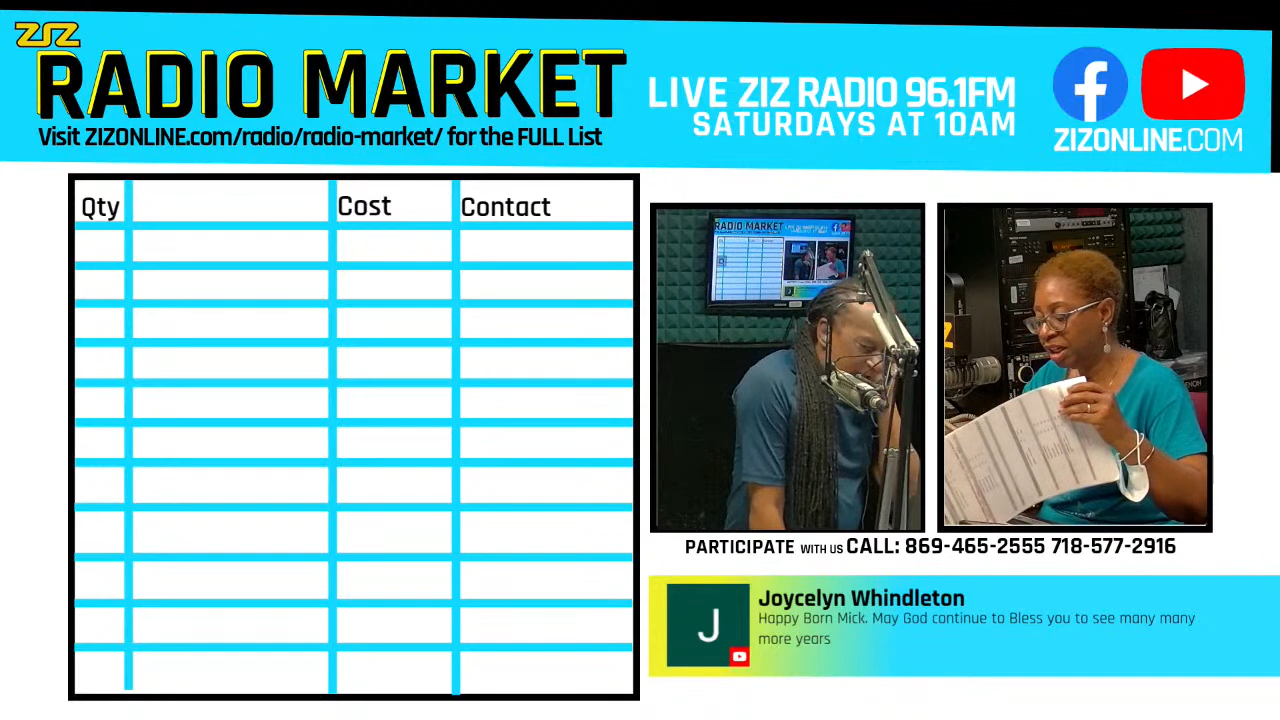 ZIZ
RADIO MARKET
Visit ZIZONLINE.com/radio/radio-market/ for the FULL List
LIVE ZIZ RADIO 96.1FM
SATURDAYS AT 10AM
ZIZONLINE.COM
Qty Cost Contact
RADIO MARKET
PARTICIPATE WITH US CALL: 869-465-2555 718-577-2916
J
Joycelyn Whindleton
Happy Born Mick. May God continue to Bless you to see many many
more years